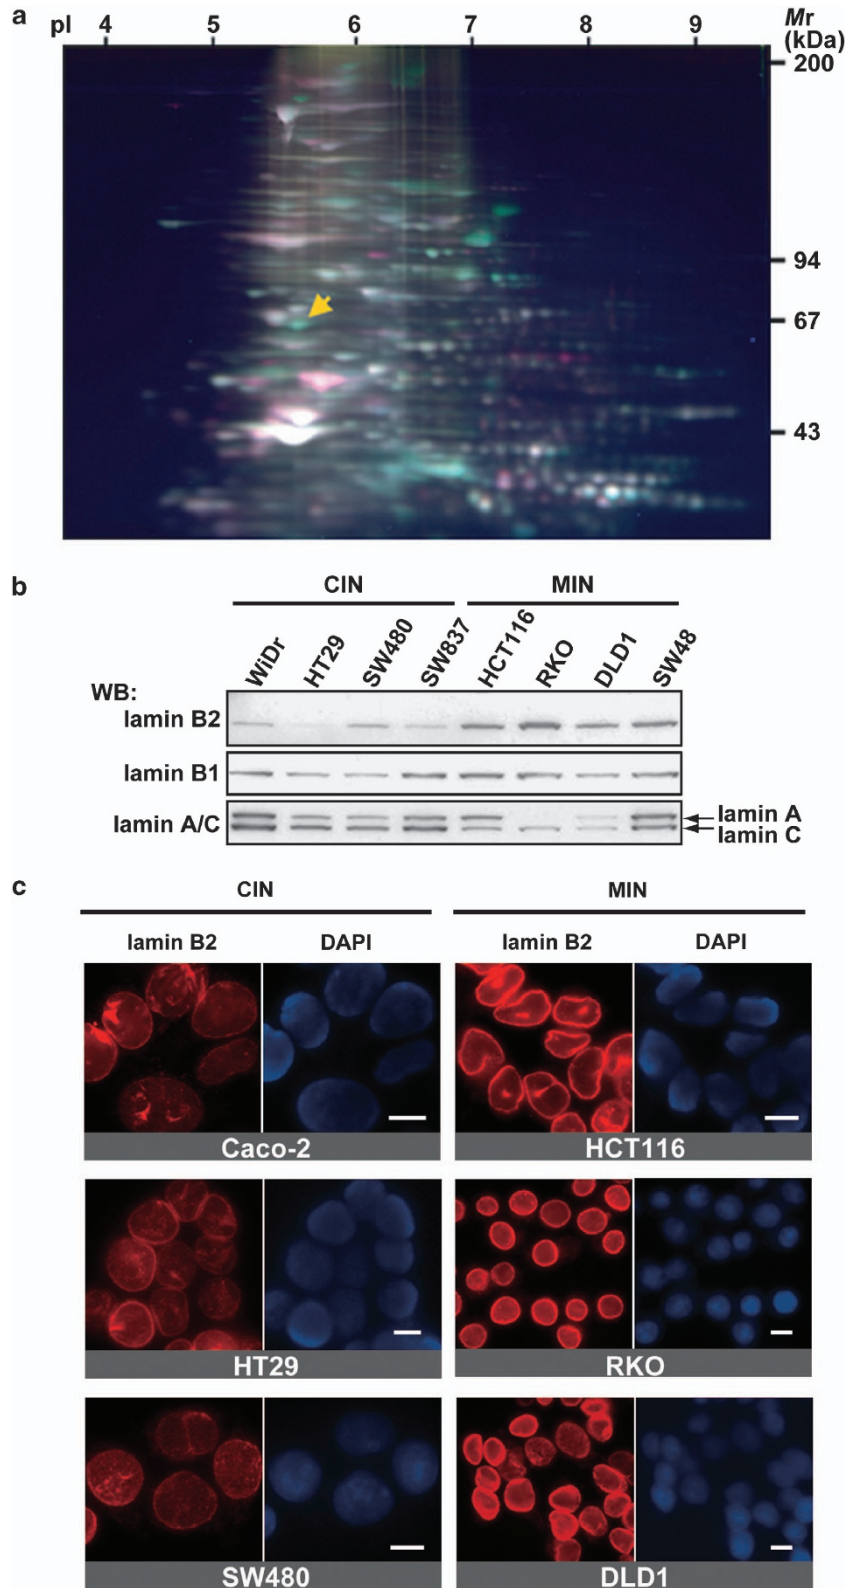 a
pI 4 5 6 7 8 9 Mr
(kDa)
200
94
67
43
b
CIN MIN
WiDr HT29 SW480 SW837 HCT116 RKO DLD1 SW48
WB:
lamin B2
lamin B1
lamin A/C
lamin A
lamin C
c
CIN MIN
lamin B2 DAPI lamin B2 DAPI
Caco-2 HCT116
HT29 RKO
SW480 DLD1